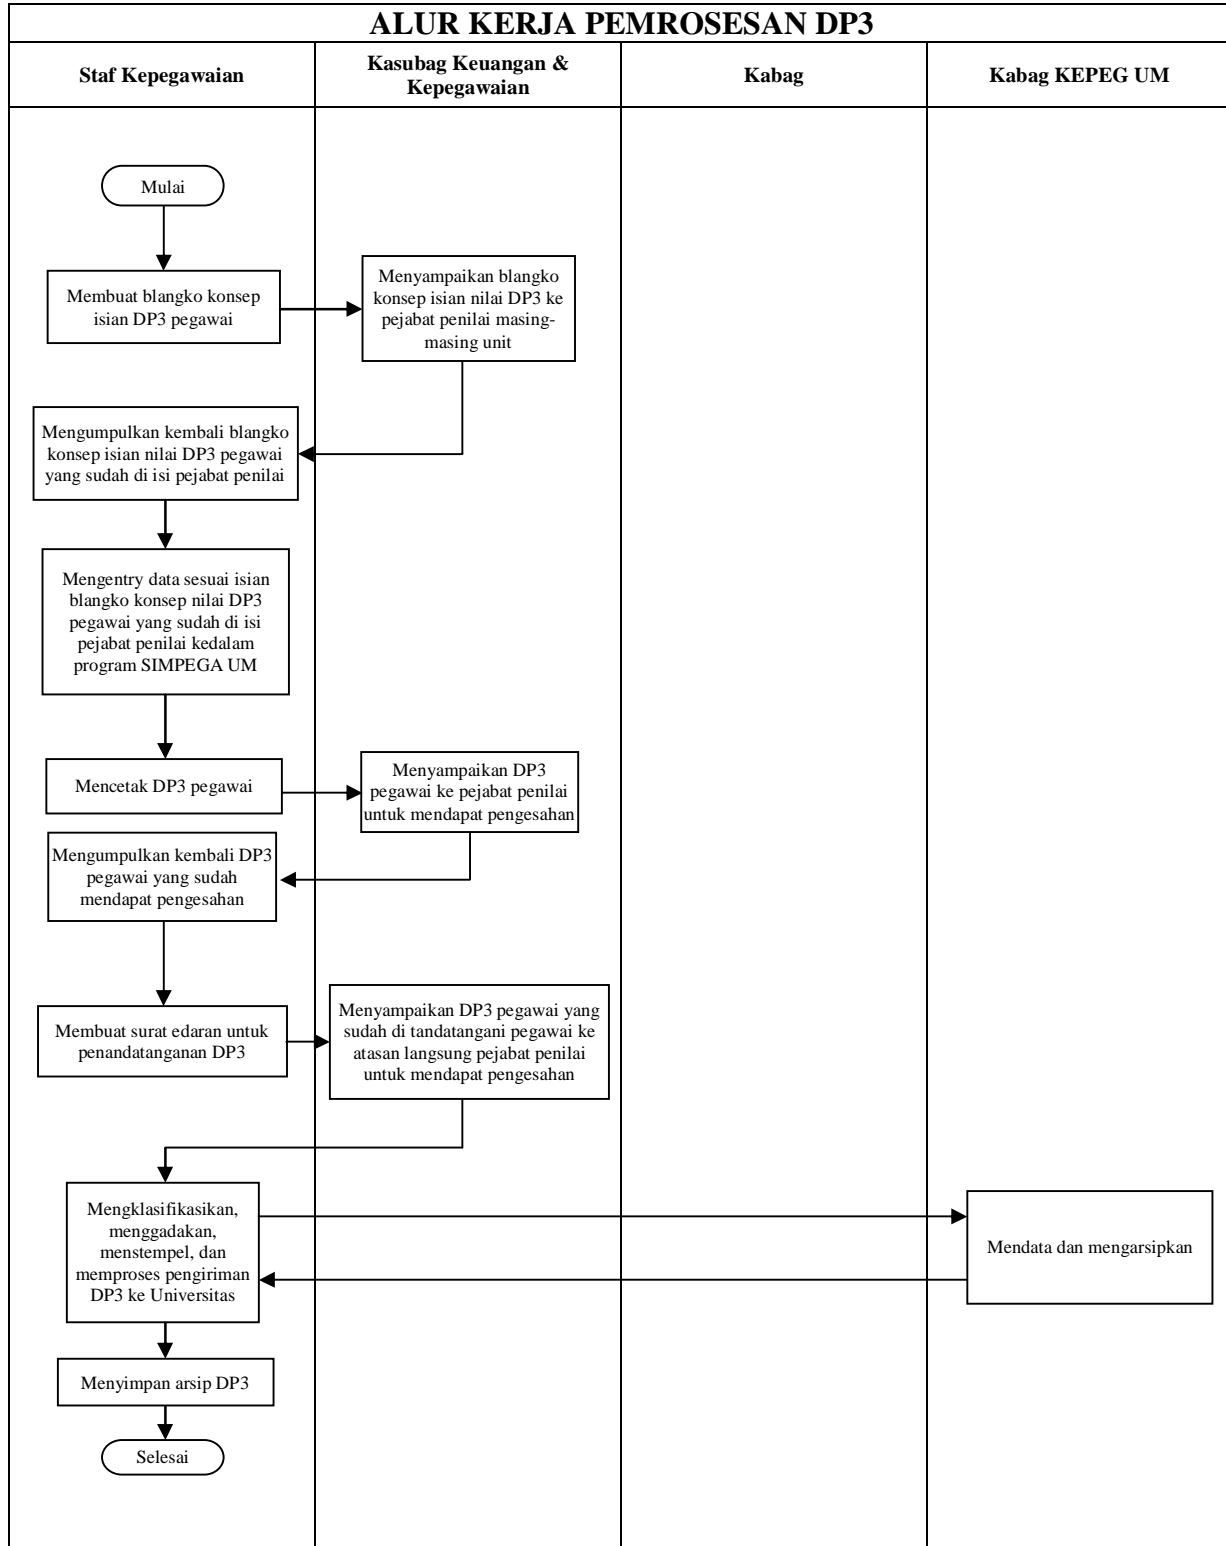 ALUR KERJA PEMROSESAN DP3
Staf Kepegawaian
Kasubag Keuangan &
Kepegawaian
Kabag
Kabag KEPEG UM
Mulai
Membuat blangko konsep
isian DP3 pegawai
Menyampaikan blangko
konsep isian nilai DP3 ke
pejabat penilai masing-
masing unit
Mengumpulkan kembali blangko
konsep isian nilai DP3 pegawai
yang sudah di isi pejabat penilai
Mengentry data sesuai isian
blangko konsep nilai DP3
pegawai yang sudah di isi
pejabat penilai kedalam
program SIMPEGA UM
Mencetak DP3 pegawai
Menyampaikan DP3
pegawai ke pejabat penilai
untuk mendapat pengesahan
Mengumpulkan kembali DP3
pegawai yang sudah
mendapat pengesahan
Membuat surat edaran untuk
penandatanganan DP3
Menyampaikan DP3 pegawai yang
sudah di tandatangani pegawai ke
atasan langsung pejabat penilai
untuk mendapat pengesahan
Mengklasifikasikan,
menggadakan,
menstempel, dan
memproses pengiriman
DP3 ke Universitas
Mendata dan mengarsipkan
Menyimpan arsip DP3
Selesai